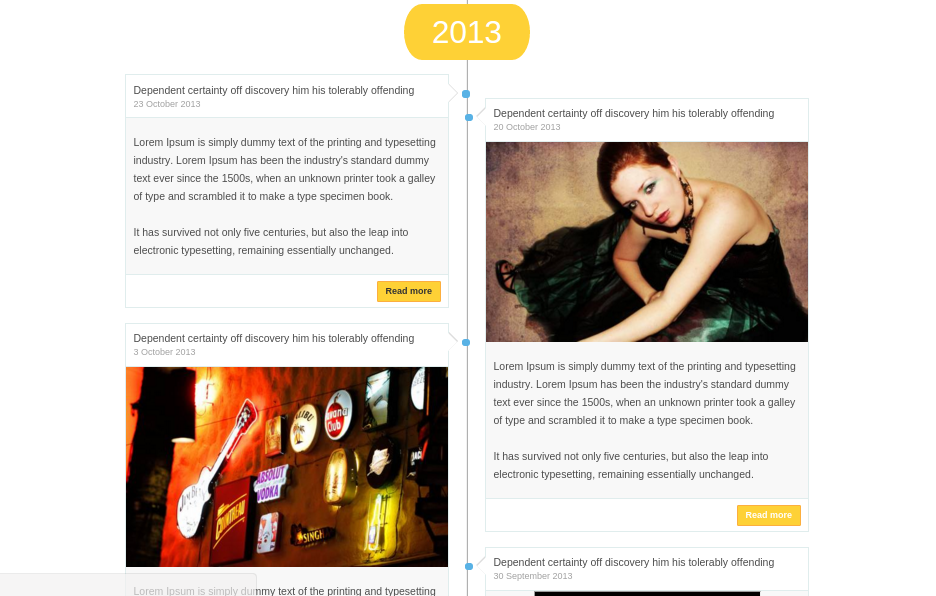 2013
Dependent certainty off discovery him his tolerably offending
23 October 2013
Lorem Ipsum is simply dummy text of the printing and typesetting
industry. Lorem Ipsum has been the industry's standard dummy
text ever since the 1500s, when an unknown printer took a galley
of type and scrambled it to make a type specimen book.
It has survived not only five centuries, but also the leap into
electronic typesetting, remaining essentially unchanged.
Read more
Dependent certainty off discovery him his tolerably offending
20 October 2013
Lorem Ipsum is simply dummy text of the printing and typesetting
industry. Lorem Ipsum has been the industry's standard dummy
text ever since the 1500s, when an unknown printer took a galley
of type and scrambled it to make a type specimen book.
It has survived not only five centuries, but also the leap into
electronic typesetting, remaining essentially unchanged.
Read more
Dependent certainty off discovery him his tolerably offending
3 October 2013
Club
ABSOLUT
VODKA
COINTREAU
SINGH
Lorem Ipsum is simply dummy text of the printing and typesetting
Dependent certainty off discovery him his tolerably offending
30 September 2013